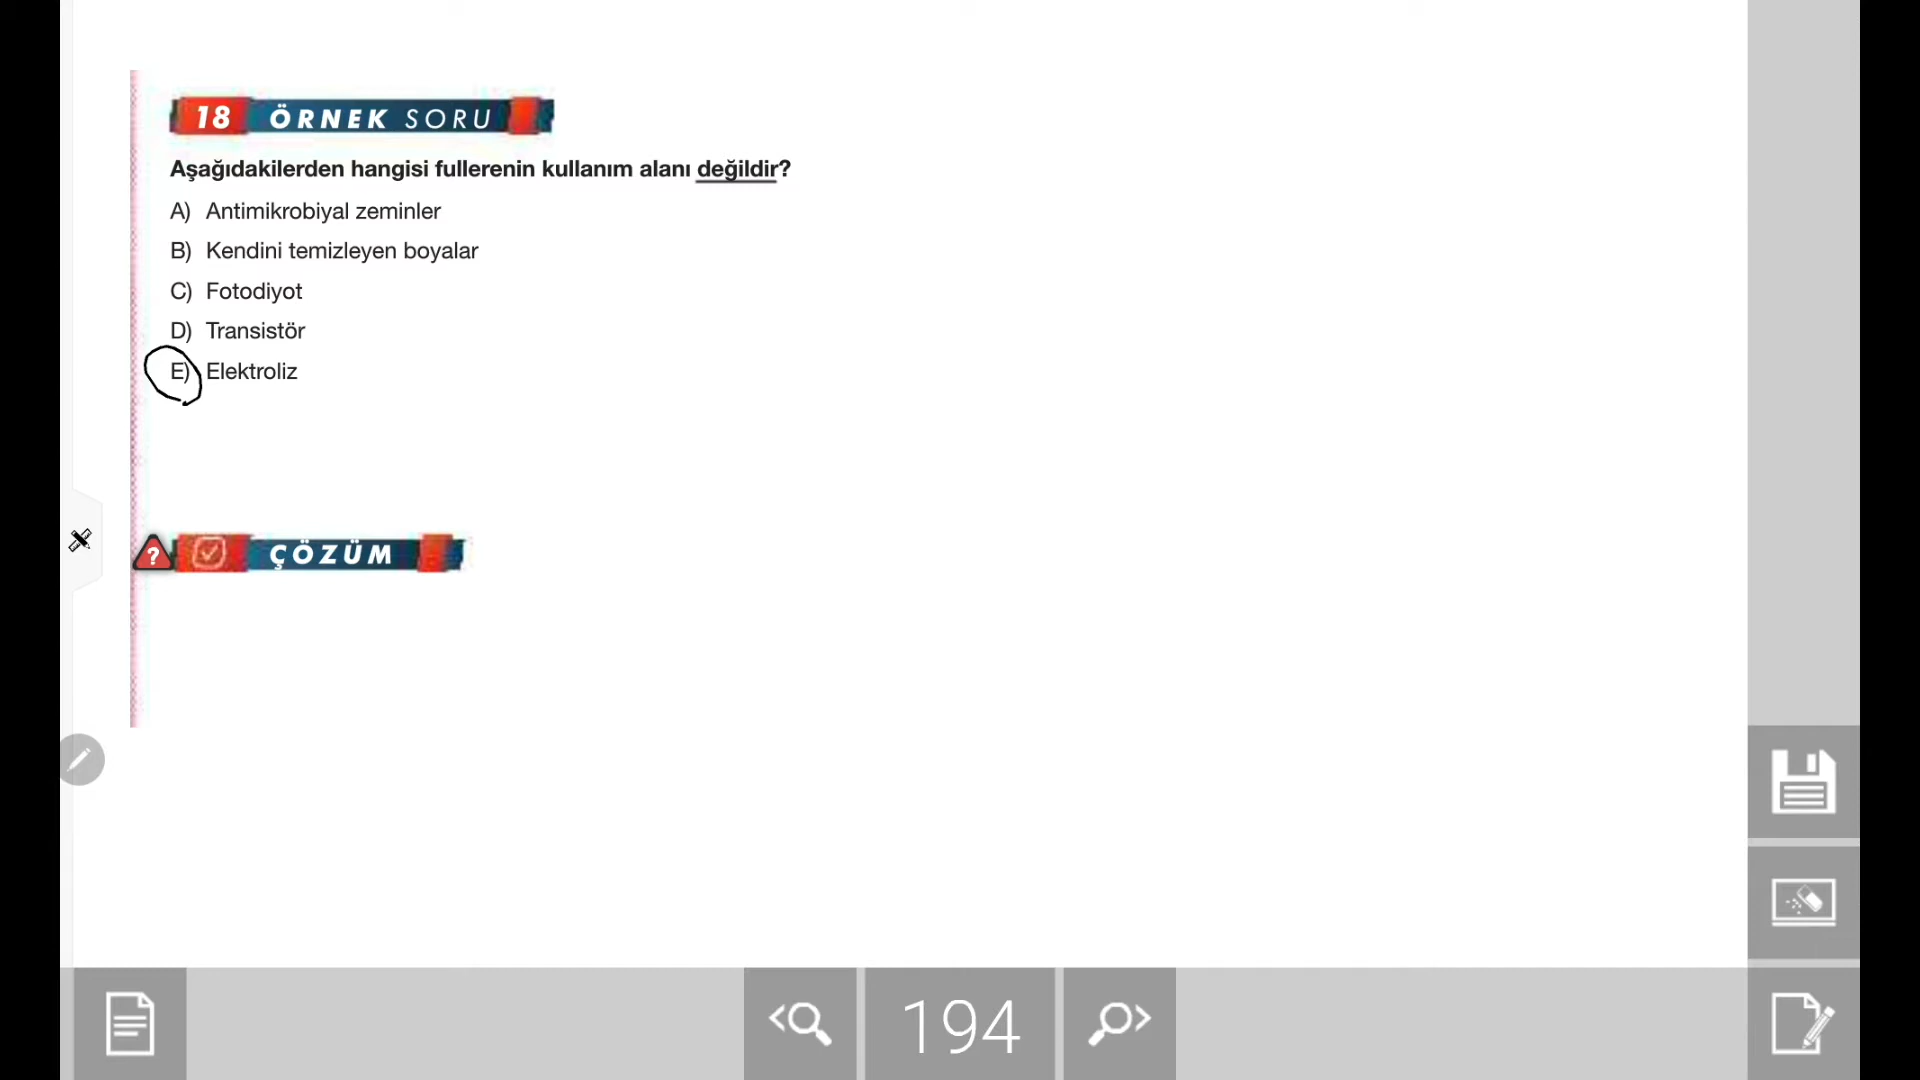 18 ÖRNEK SORU
Aşağıdakilerden hangisi fullerenin kullanım alanı değildir?
A) Antimikrobiyal zeminler
B) Kendini temizleyen boyalar
C) Fotodiyot
D) Transistör
E) Elektroliz
? ÇÖZÜM
194